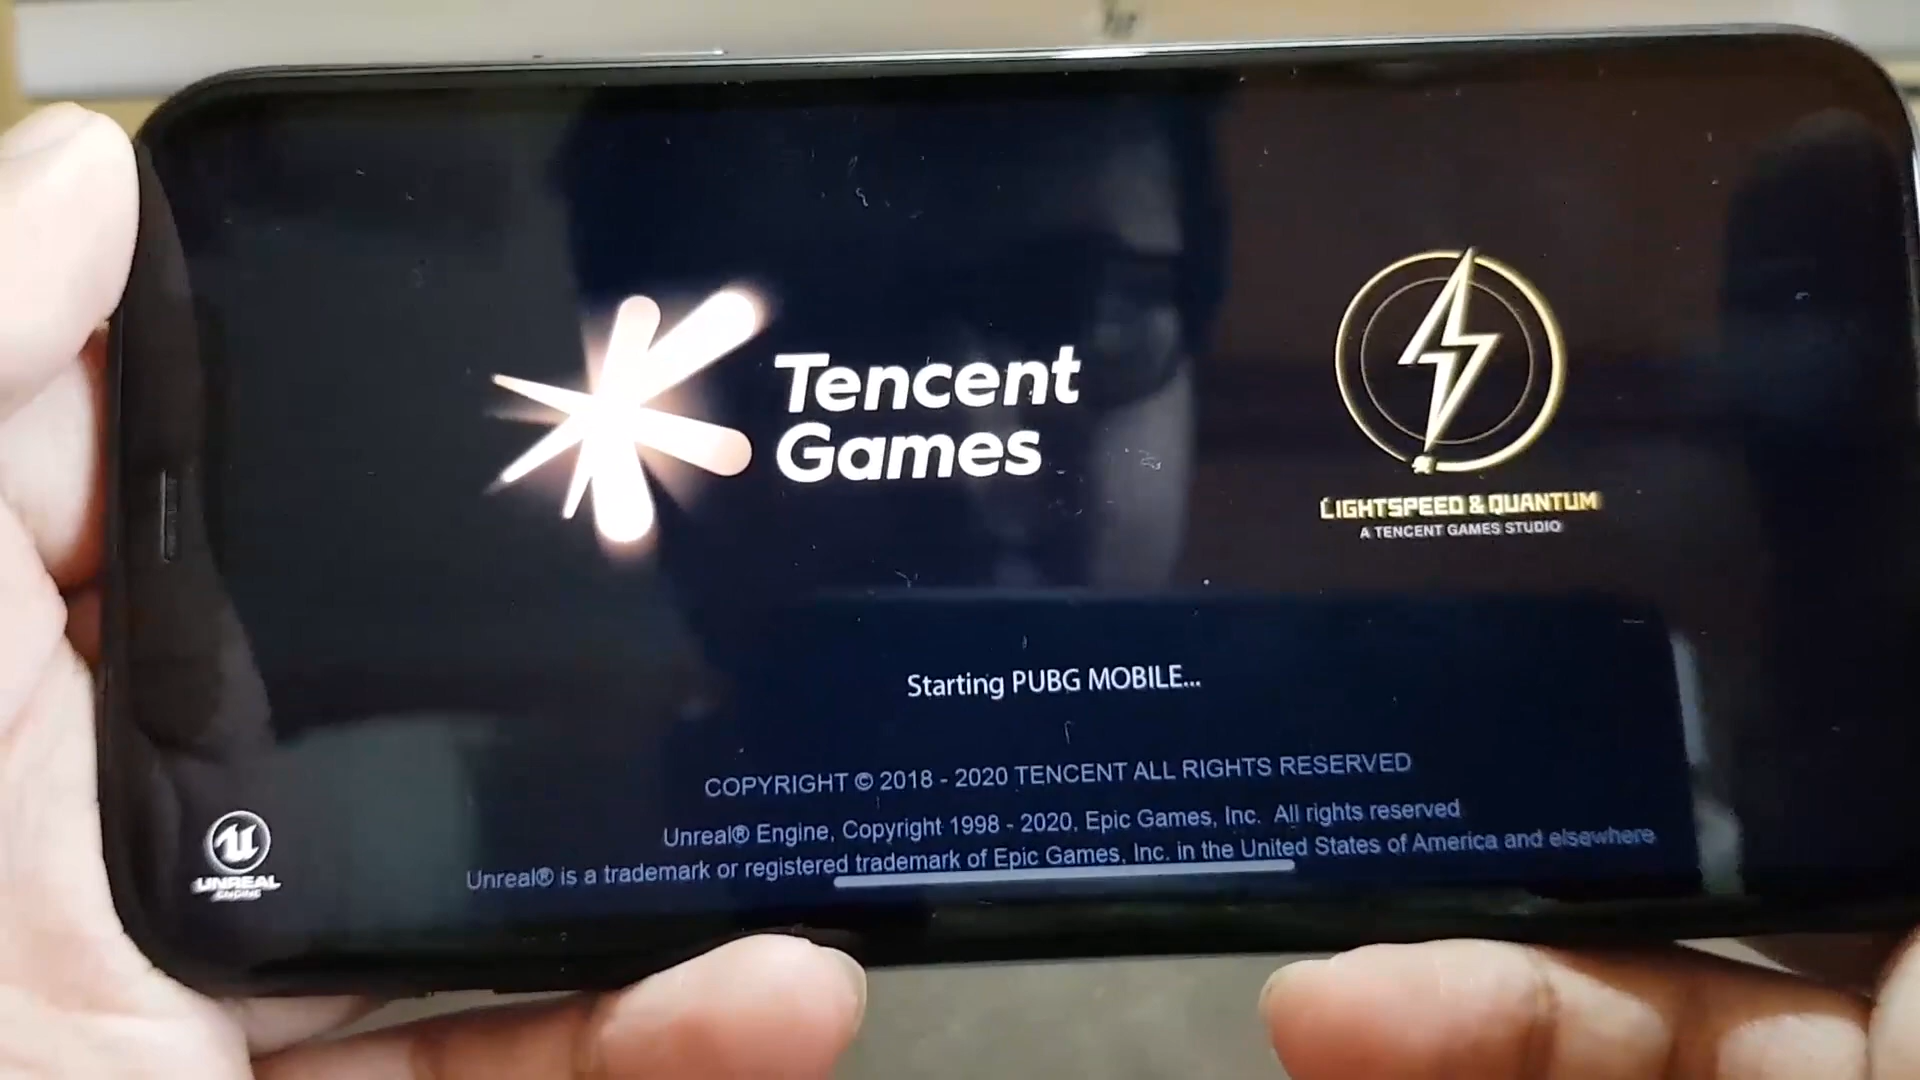 Tencent
Games
LIGHTSPEED & QUANTUM
A TENCENT GAMES STUDIO
Starting PUBG MOBILE...
COPYRIGHT © 2018 - 2020 TENCENT ALL RIGHTS RESERVED
Unreal® Engine, Copyright 1998 - 2020, Epic Games, Inc. All rights reserved
Unreal® is a trademark or registered trademark of Epic Games, Inc. in the United States of America and elsewhere
UNREAL
ENGINE